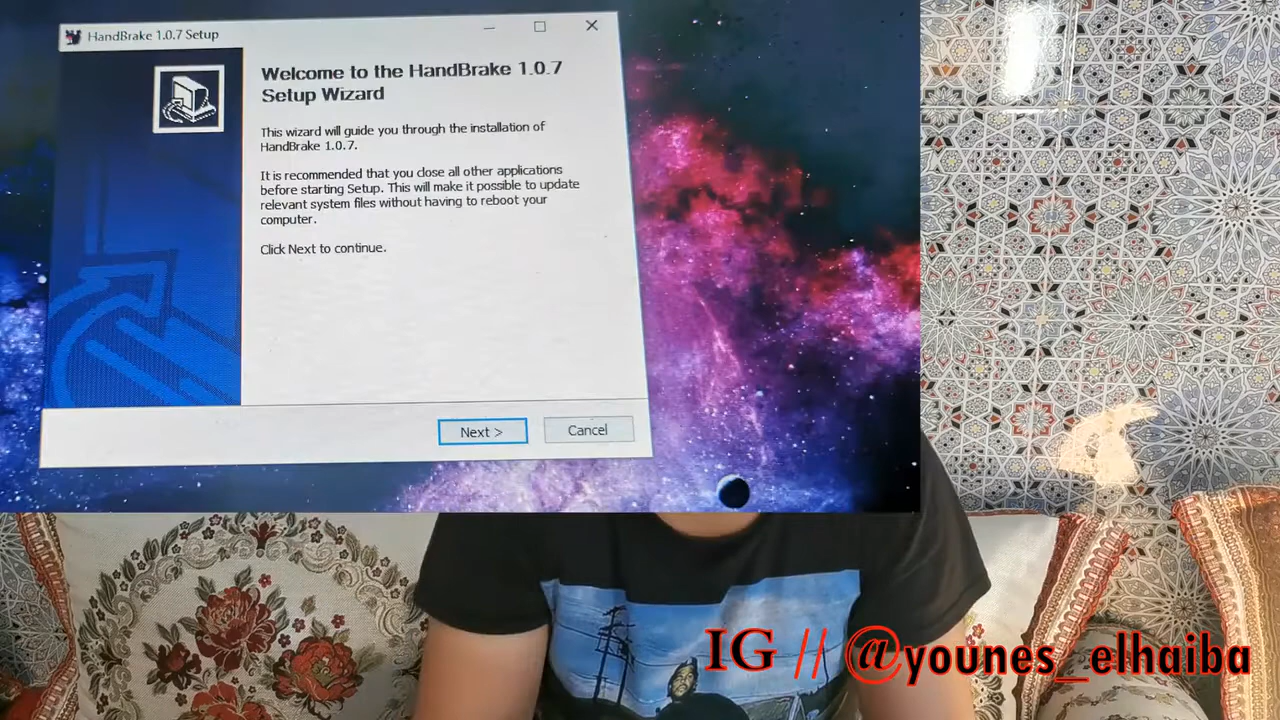 HandBrake 1.0.7 Setup
Welcome to the HandBrake 1.0.7
Setup Wizard
This wizard will guide you through the installation of
HandBrake 1.0.7.
It is recommended that you close all other applications
before starting Setup. This will make it possible to update
relevant system files without having to reboot your
computer.
Click Next to continue.
Next >
Cancel
IG // @younes_elhaiba